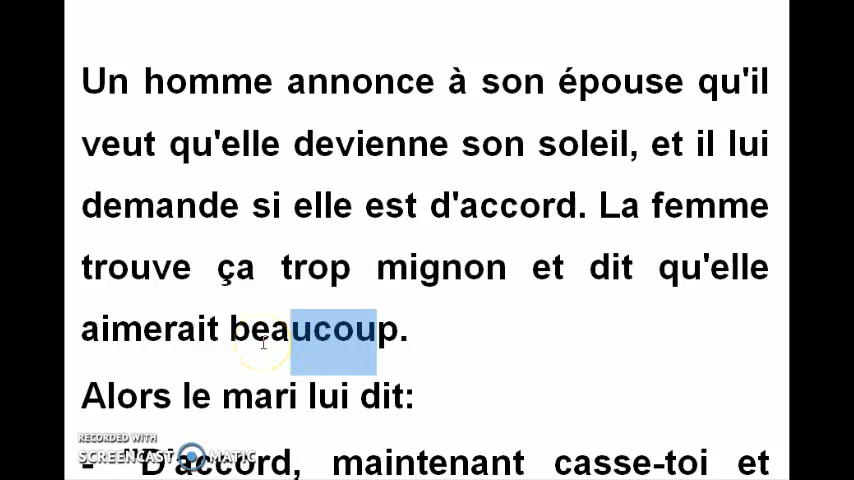 Un homme annonce à son épouse qu'il
veut qu'elle devienne son soleil, et il lui
demande si elle est d'accord. La femme
trouve ça trop mignon et dit qu'elle
aimerait beaucoup.
Alors le mari lui dit:
- "D'accord, maintenant casse-toi et
RECORDED WITH
SCREENCAST MATIC